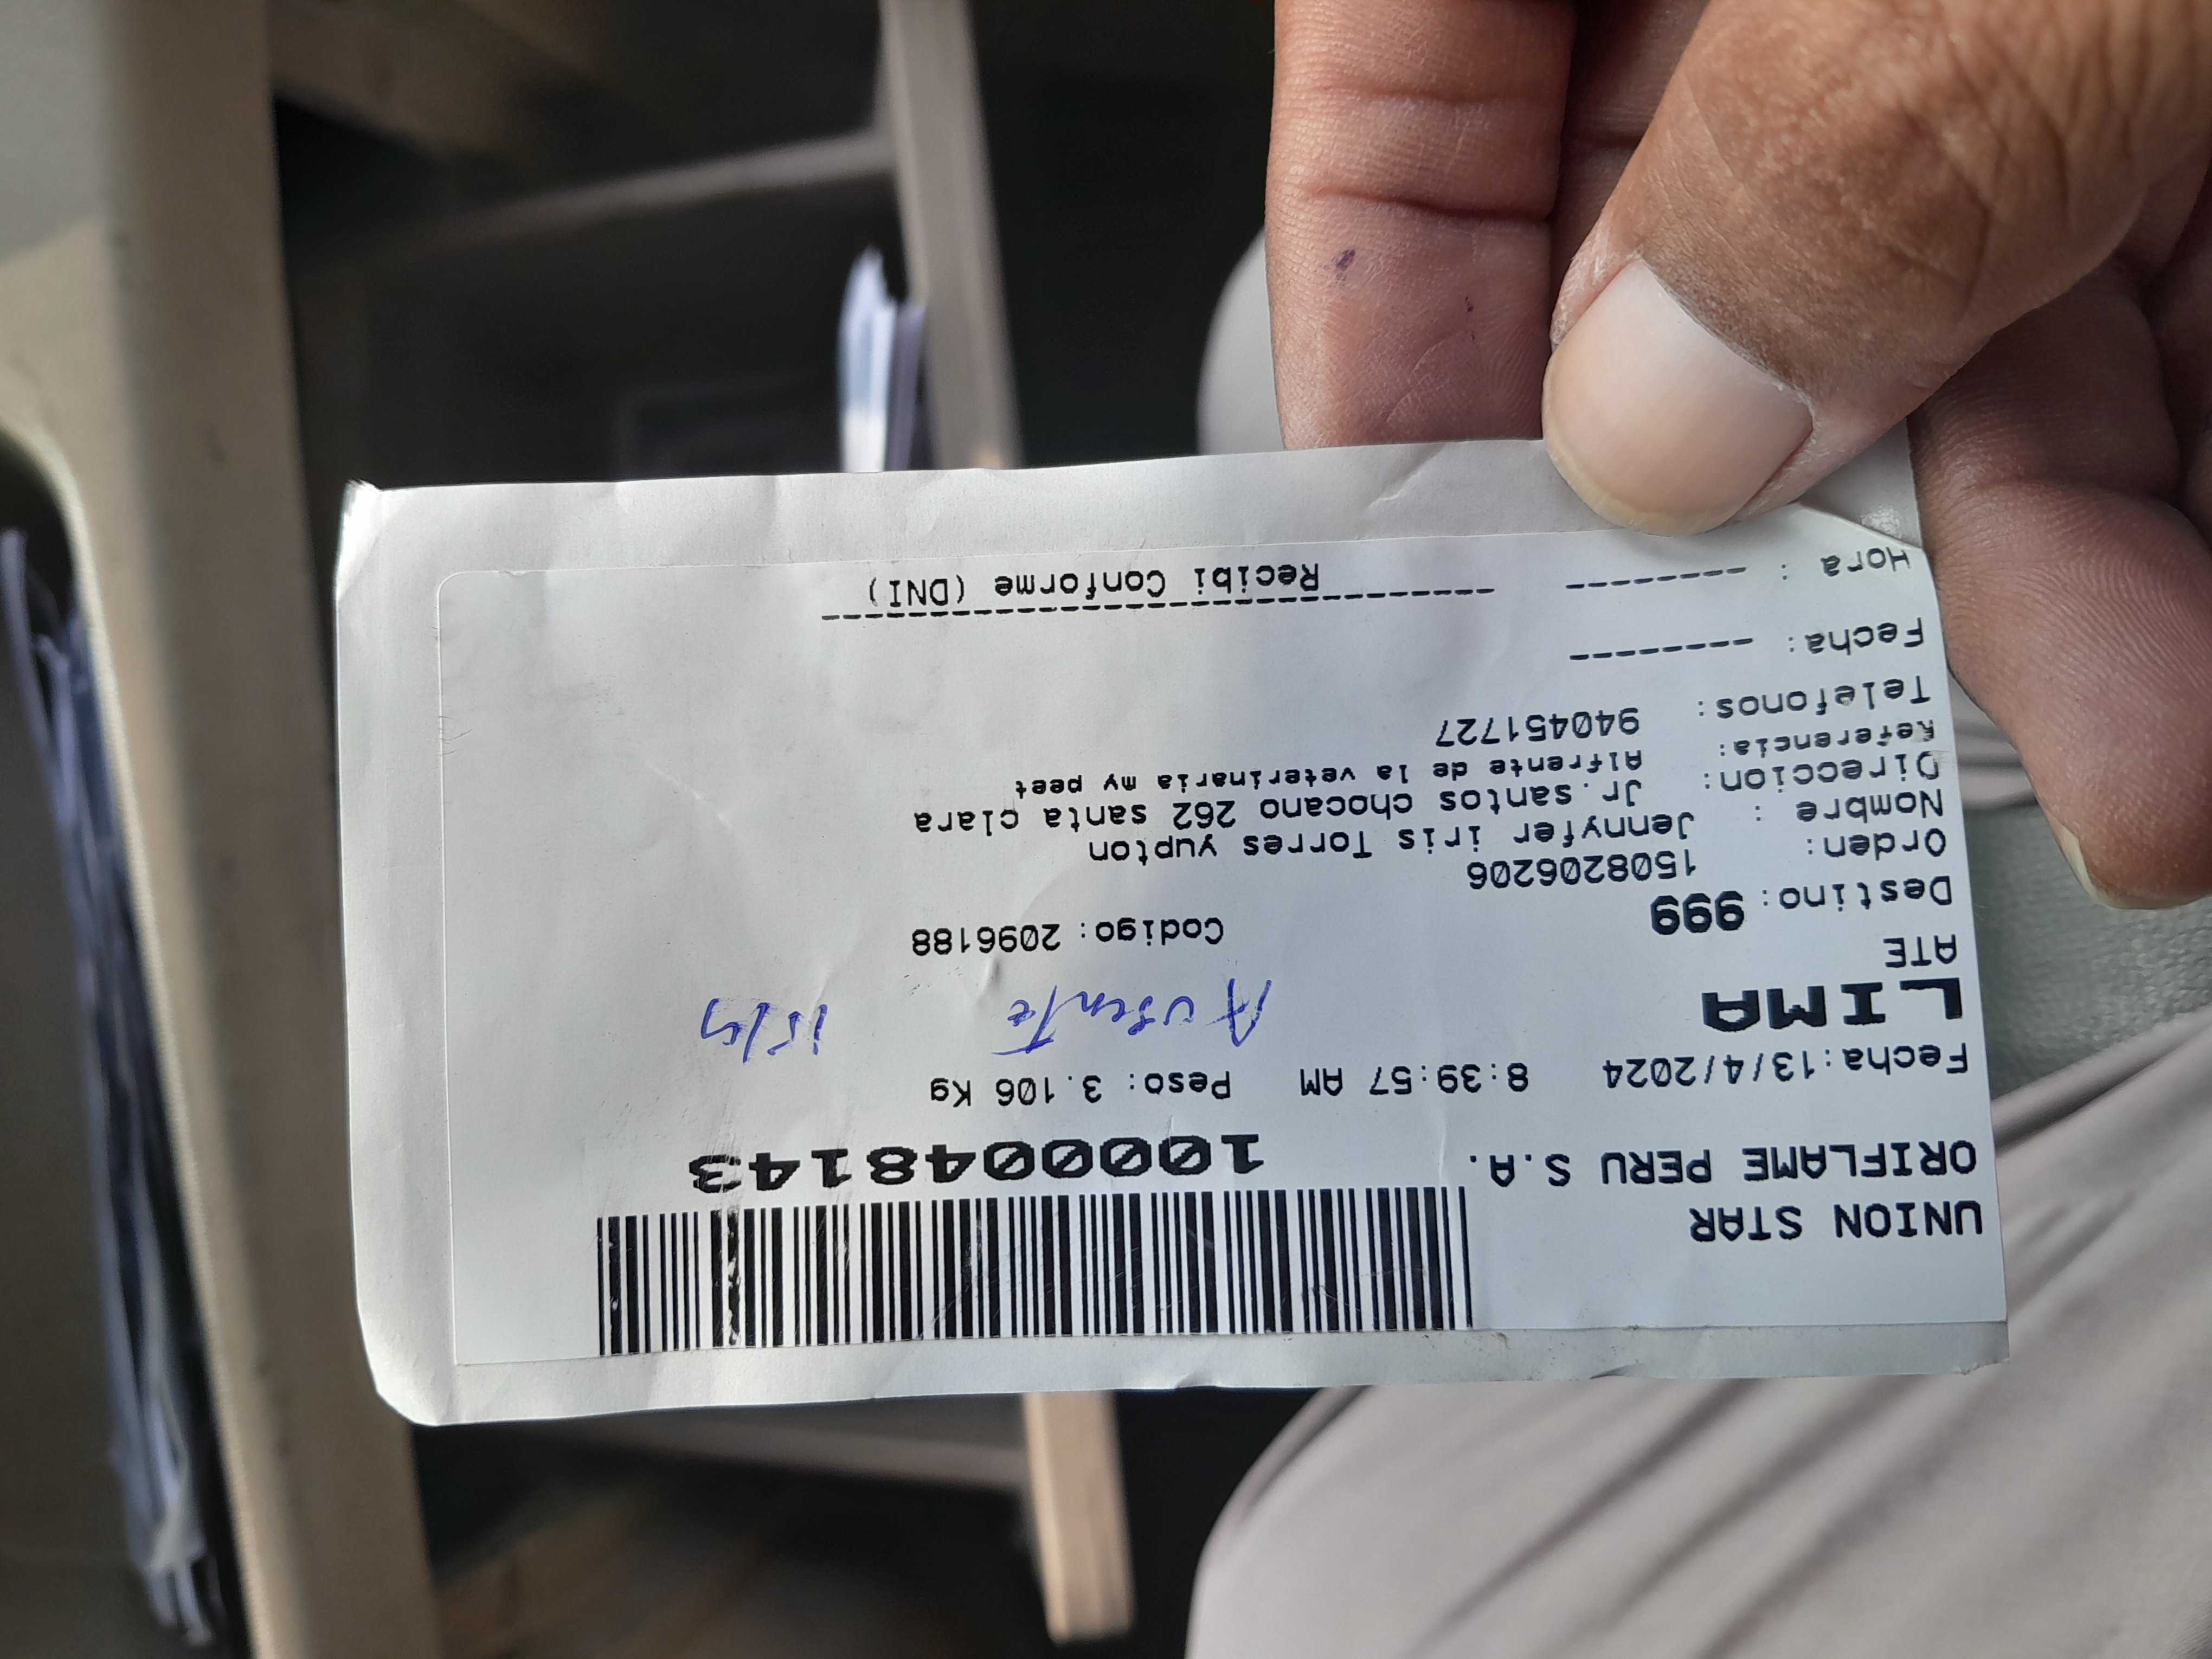 UNION STAR
ORIFLAME PERU S.A.
1000048143
Fecha:13/4/2024 8:39:57 AM Peso: 3.106 Kg
LIMA
Ausente 15/4
ATE
Destino: 999 Codigo: 2096188
Orden: 1508206206
Nombre : Jennyfer iris Torres yupton
Direccion: Jr.santos chocano 262 santa clara
Referencia: Alfrente de la veterinaria my peet
Telefonos: 940451727
Fecha: --------
Hora : --------
Recibi Conforme (DNI)